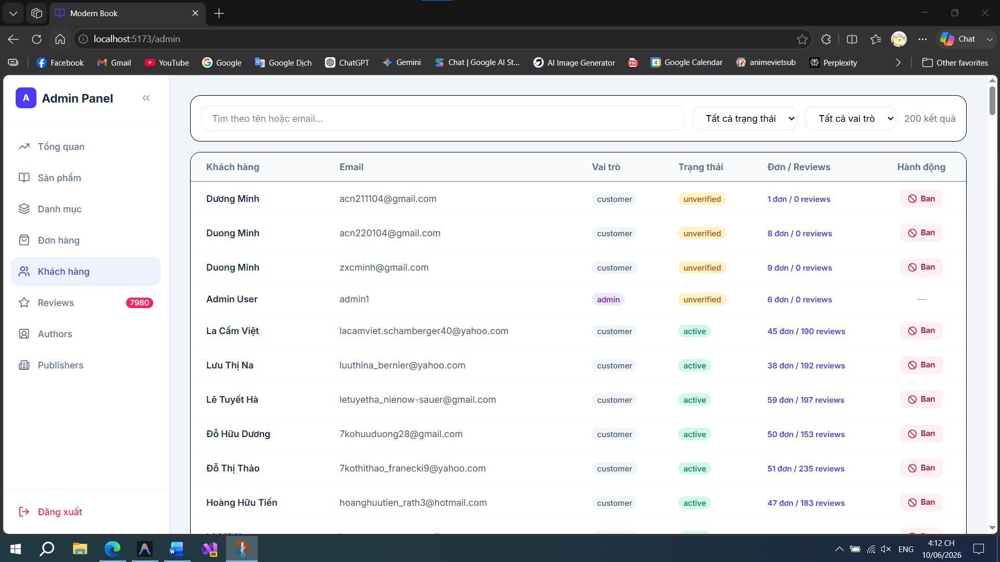 Modern Book
localhost:5173/admin
Chat
Facebook
Gmail
YouTube
Google
Google Dịch
ChatGPT
Gemini
Chat | Google AI St...
AI Image Generator
PDF
4
Google Calendar
animevietsub
Perplexity
Other favorites
A Admin Panel
Tổng quan
Sản phẩm
Danh mục
Đơn hàng
Khách hàng
Reviews 7980
Authors
Publishers
Đăng xuất
Tìm theo tên hoặc email... Tất cả trạng thái Tất cả vai trò 200 kết quả
Khách hàng Email Vai trò Trạng thái Đơn / Reviews Hành động
Dương Minh acn211104@gmail.com customer unverified 1 đơn / 0 reviews Ban
Duong Minh acn220104@gmail.com customer unverified 8 đơn / 0 reviews Ban
Duong Minh zxcminh@gmail.com customer unverified 9 đơn / 0 reviews Ban
Admin User admin1 admin unverified 6 đơn / 0 reviews —
La Cẩm Việt lacamviet.schamberger40@yahoo.com customer active 45 đơn / 190 reviews Ban
Lưu Thị Na luuthina_bernier@yahoo.com customer active 38 đơn / 192 reviews Ban
Lê Tuyết Hà letuyetha_nienow-sauer@gmail.com customer active 59 đơn / 197 reviews Ban
Đỗ Hữu Dương 7kohuuduong28@gmail.com customer active 50 đơn / 153 reviews Ban
Đỗ Thị Thảo 7kothithao_franecki9@yahoo.com customer active 51 đơn / 235 reviews Ban
Hoàng Hữu Tiến hoanghuutien_rath3@hotmail.com customer active 47 đơn / 183 reviews Ban
W
IN
ENG
4:12 CH
10/06/2026